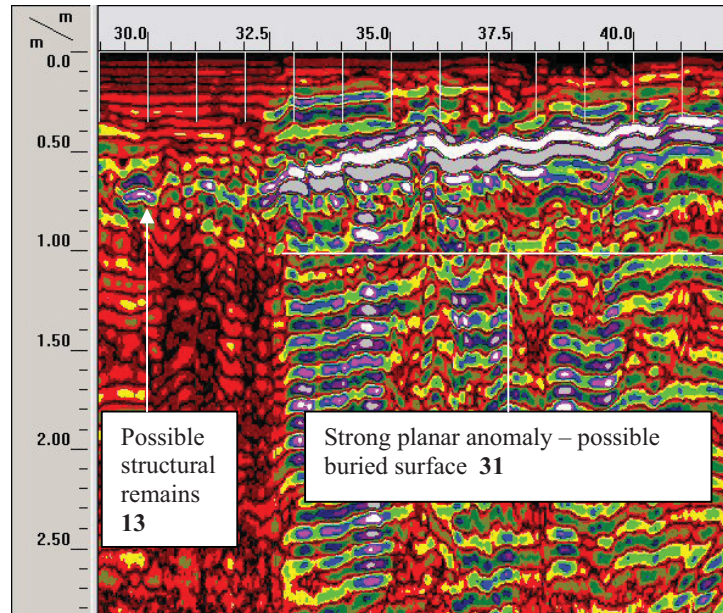 m
m
30.0 32.5 35.0 37.5 40.0
0.0
0.50
1.00
1.50
2.00
2.50
Possible
structural
remains
13
Strong planar anomaly – possible
buried surface 31